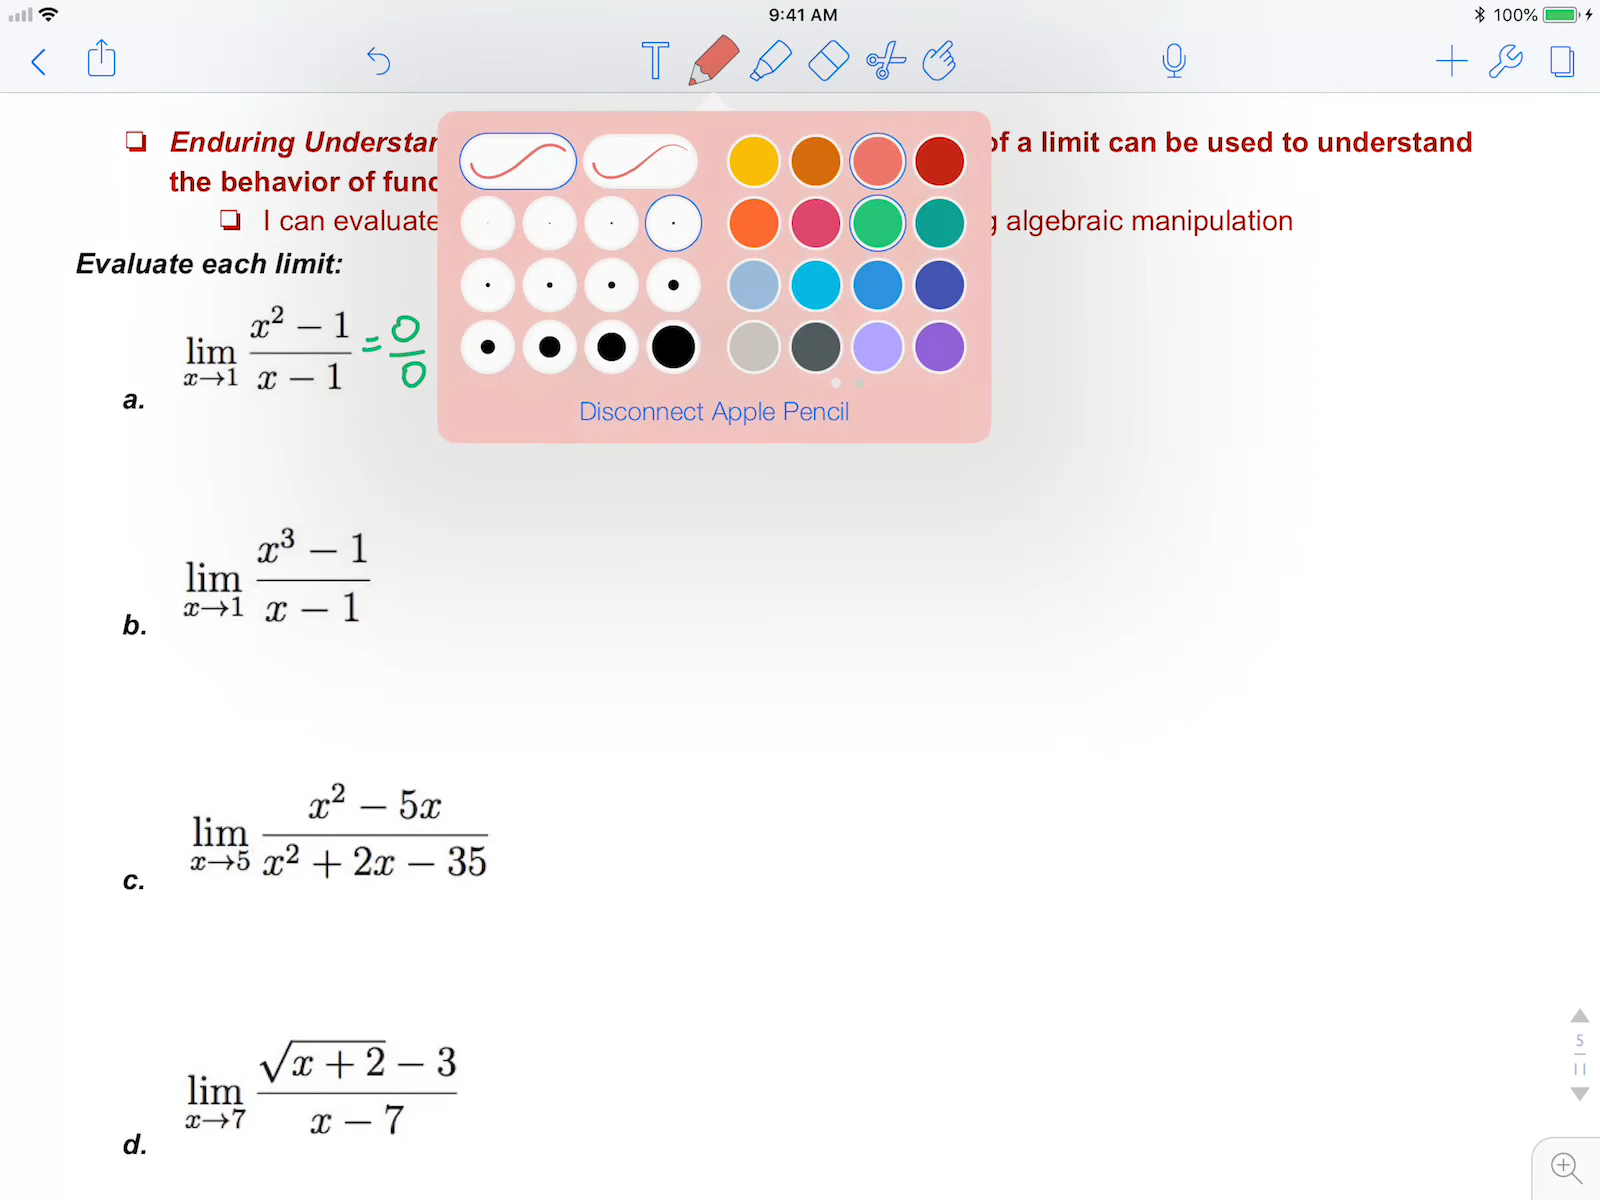 9:41 AM
100%
T
❏ Enduring Understan
of a limit can be used to understand
the behavior of func
❏ I can evaluate
g algebraic manipulation
Evaluate each limit:
a. lim x→1 (x² − 1)/(x − 1) = 0/0
Disconnect Apple Pencil
b. lim x→1 (x³ − 1)/(x − 1)
c. lim x→5 (x² − 5x)/(x² + 2x − 35)
d. lim x→7 (√(x + 2) − 3)/(x − 7)
5
11